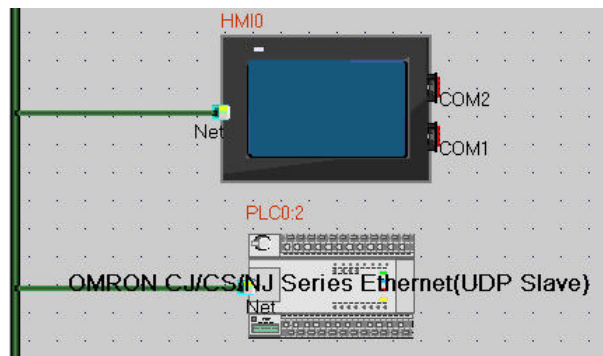 HMI0
COM2
Net
COM1
PLC0:2
OMRON CJ/CS/NJ Series Ethernet(UDP Slave)
Net